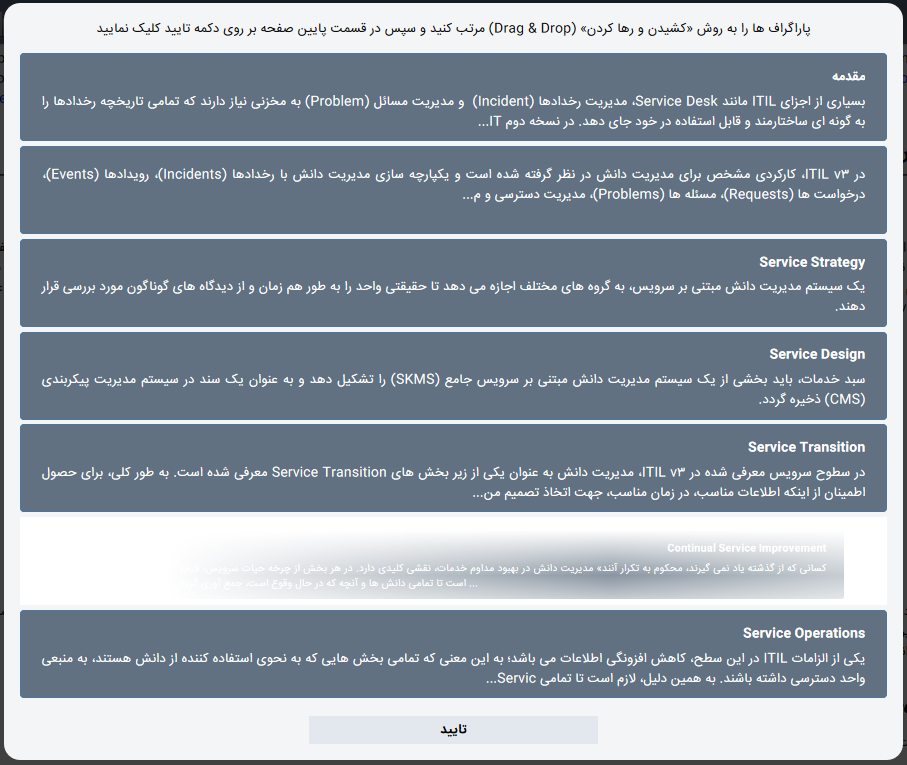 پاراگراف ها را به روش «کشیدن و رها کردن» (Drag & Drop) مرتب کنید و سپس در قسمت پایین صفحه بر روی دکمه تایید کلیک نمایید
مقدمه
بسیاری از اجزای ITIL مانند Service Desk، مدیریت رخدادها (Incident) و مدیریت مسائل (Problem) به مخزنی نیاز دارند که تمامی تاریخچه رخدادها را
به گونه ای ساختارمند و قابل استفاده در خود جای دهد. در نسخه دوم IT...
در ITIL v۳، کارکردی مشخص برای مدیریت دانش در نظر گرفته شده است و یکپارچه سازی مدیریت دانش با رخدادها (Incidents)، رویدادها (Events)،
درخواست ها (Requests)، مسئله ها (Problems)، مدیریت دسترسی و م...
Service Strategy
یک سیستم مدیریت دانش مبتنی بر سرویس، به گروه های مختلف اجازه می دهد تا حقیقتی واحد را به طور هم زمان و از دیدگاه های گوناگون مورد بررسی قرار
دهند.
Service Design
سبد خدمات، باید بخشی از یک سیستم مدیریت دانش مبتنی بر سرویس جامع (SKMS) را تشکیل دهد و به عنوان یک سند در سیستم مدیریت پیکربندی
(CMS) ذخیره گردد.
Service Transition
در سطوح سرویس معرفی شده در ITIL v۳، مدیریت دانش به عنوان یکی از زیر بخش های Service Transition معرفی شده است. به طور کلی، برای حصول
اطمینان از اینکه اطلاعات مناسب، در زمان مناسب، جهت اتخاذ تصمیم من...
Continual Service Improvement
کسانی که از گذشته یاد نمی گیرند، محکوم به تکرار آنند» مدیریت دانش در بهبود مداوم خدمات، نقشی کلیدی دارد. در هر بخش از چرخه حیات سرویس،
است تا تمامی دانش ها و آنچه که در حال وقوع است، جمع آوری ...
Service Operations
یکی از الزامات ITIL در این سطح، کاهش افزونگی اطلاعات می باشد؛ به این معنی که تمامی بخش هایی که به نحوی استفاده کننده از دانش هستند، به منبعی
واحد دسترسی داشته باشند. به همین دلیل، لازم است تا تمامی Servic...
تایید